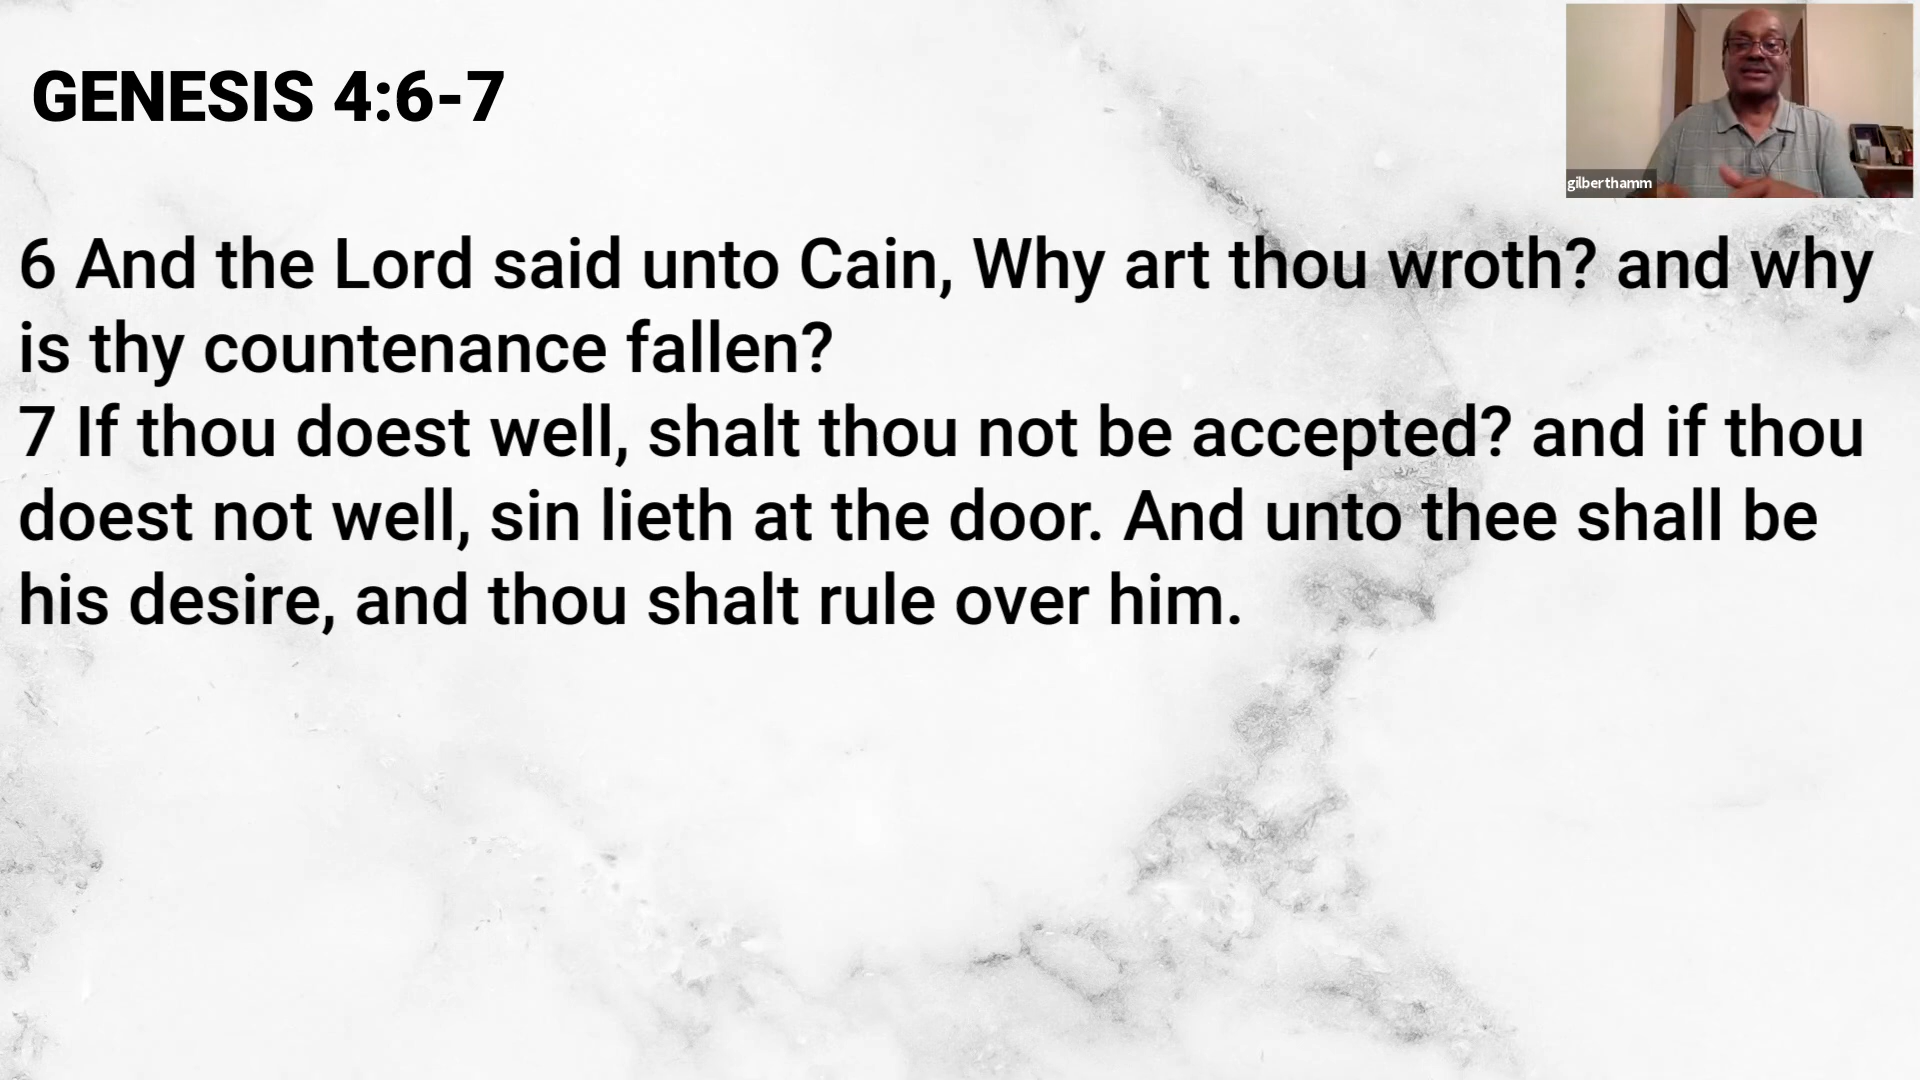 GENESIS 4:6-7
gilberthamm
6 And the Lord said unto Cain, Why art thou wroth? and why
is thy countenance fallen?
7 If thou doest well, shalt thou not be accepted? and if thou
doest not well, sin lieth at the door. And unto thee shall be
his desire, and thou shalt rule over him.